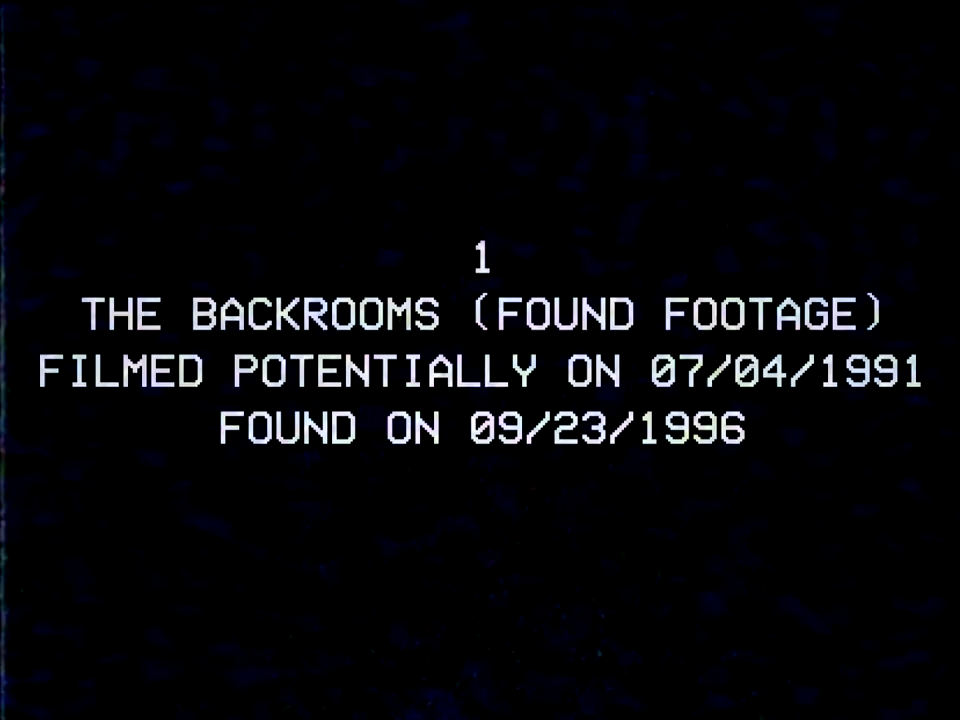 1
THE BACKROOMS (FOUND FOOTAGE)
FILMED POTENTIALLY ON 07/04/1991
FOUND ON 09/23/1996